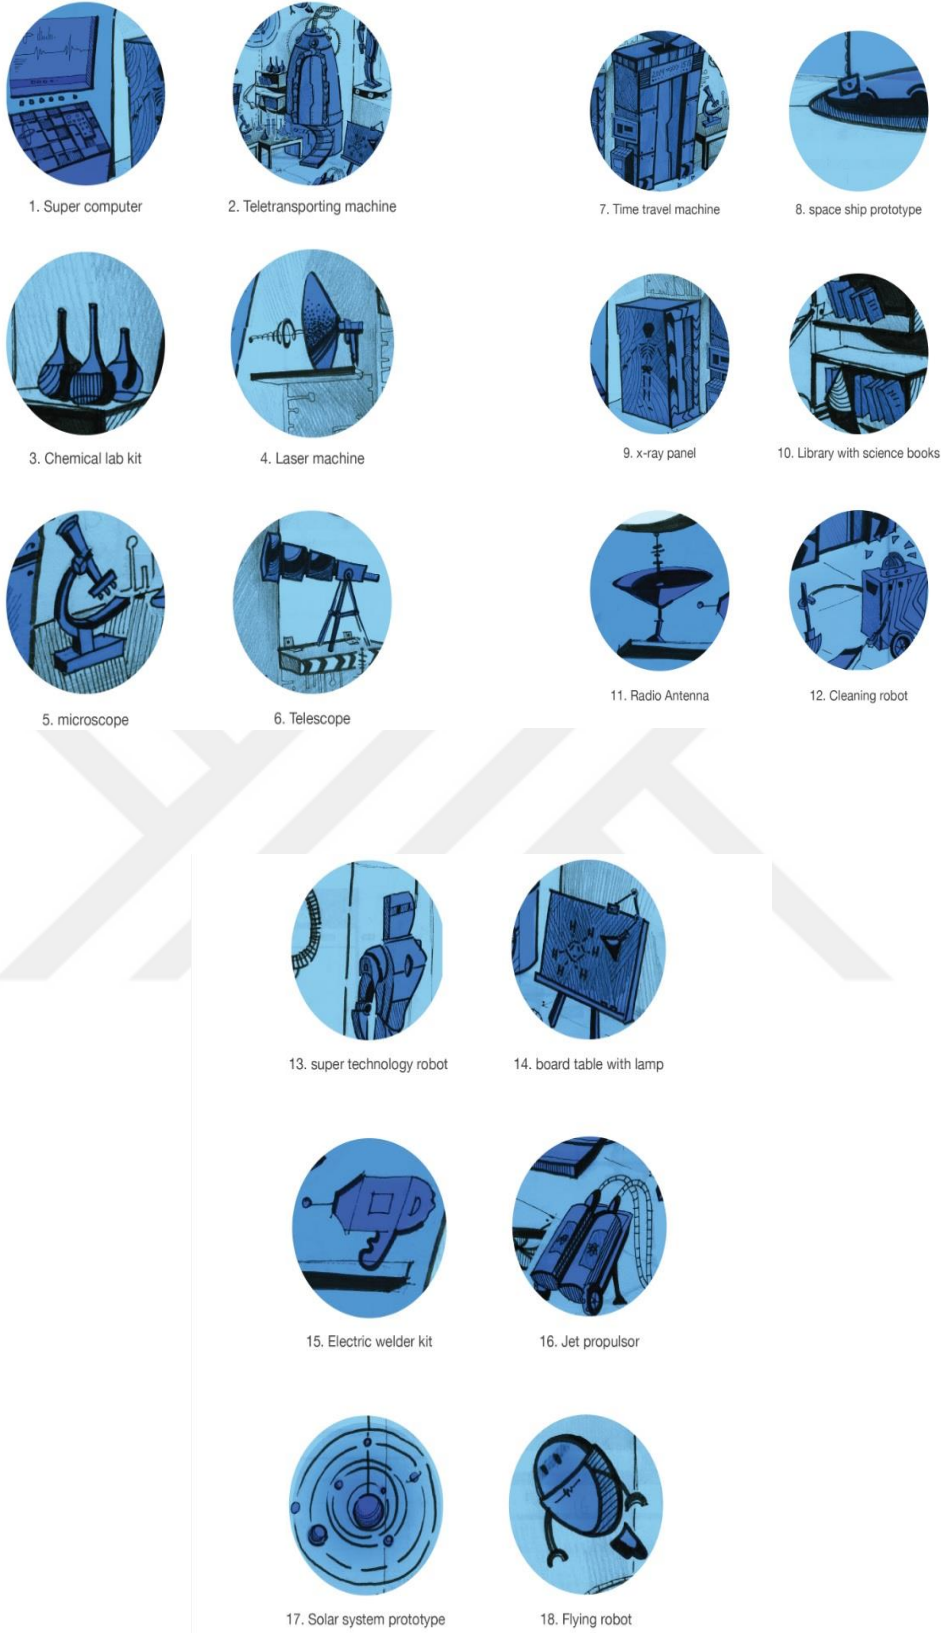 1. Super computer
2. Teletransporting machine
7. Time travel machine
8. space ship prototype
3. Chemical lab kit
4. Laser machine
9. x-ray panel
10. Library with science books
5. microscope
6. Telescope
11. Radio Antenna
12. Cleaning robot
13. super technology robot
14. board table with lamp
15. Electric welder kit
16. Jet propulsor
17. Solar system prototype
18. Flying robot